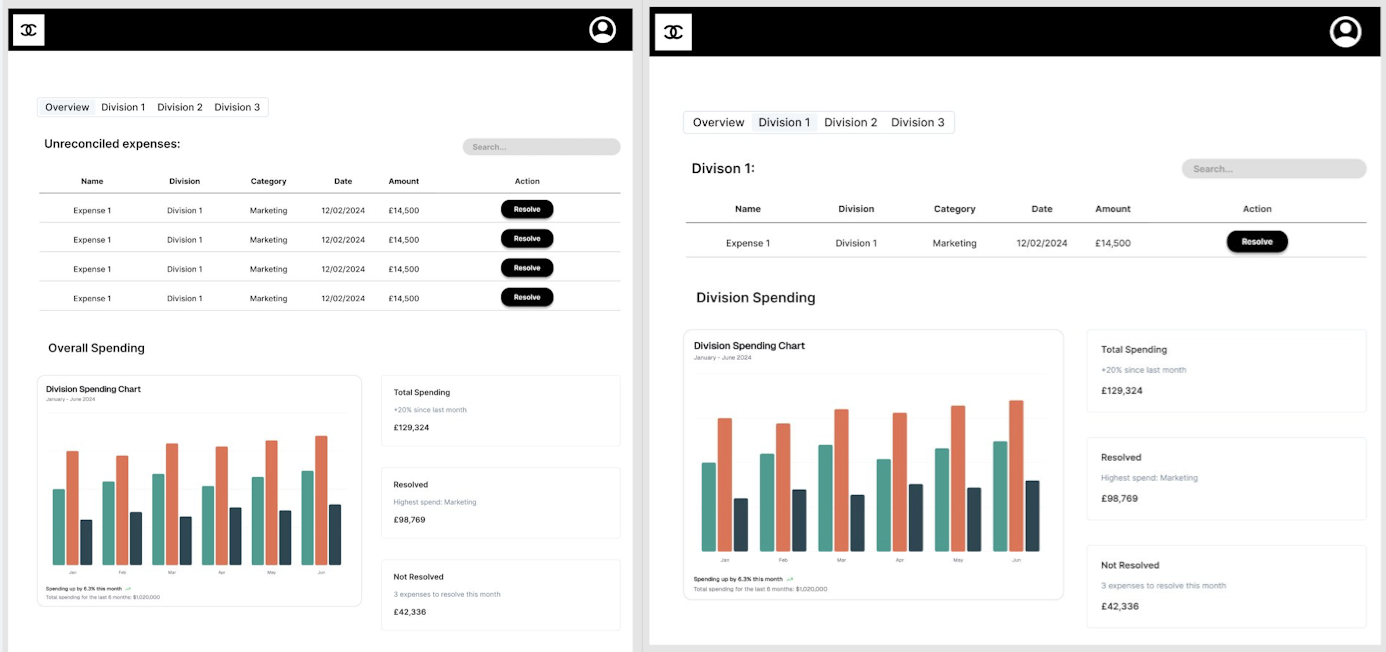 Overview Division 1 Division 2 Division 3
Unreconciled expenses:
Search...
Name Division Category Date Amount Action
Expense 1 Division 1 Marketing 12/02/2024 £14,500 Resolve
Expense 1 Division 1 Marketing 12/02/2024 £14,500 Resolve
Expense 1 Division 1 Marketing 12/02/2024 £14,500 Resolve
Expense 1 Division 1 Marketing 12/02/2024 £14,500 Resolve
Overall Spending
Division Spending Chart
January - June 2024
Jan Feb Mar Apr May Jun
Spending up by 6.3% this month
Total spending for the last 6 months: $1,020,000
Total Spending
+20% since last month
£129,324
Resolved
Highest spend: Marketing
£98,769
Not Resolved
3 expenses to resolve this month
£42,336
Overview Division 1 Division 2 Division 3
Divison 1:
Search...
Name Division Category Date Amount Action
Expense 1 Division 1 Marketing 12/02/2024 £14,500 Resolve
Division Spending
Division Spending Chart
January - June 2024
Jan Feb Mar Apr May Jun
Spending up by 6.3% this month
Total spending for the last 6 months: $1,020,000
Total Spending
+20% since last month
£129,324
Resolved
Highest spend: Marketing
£98,769
Not Resolved
3 expenses to resolve this month
£42,336